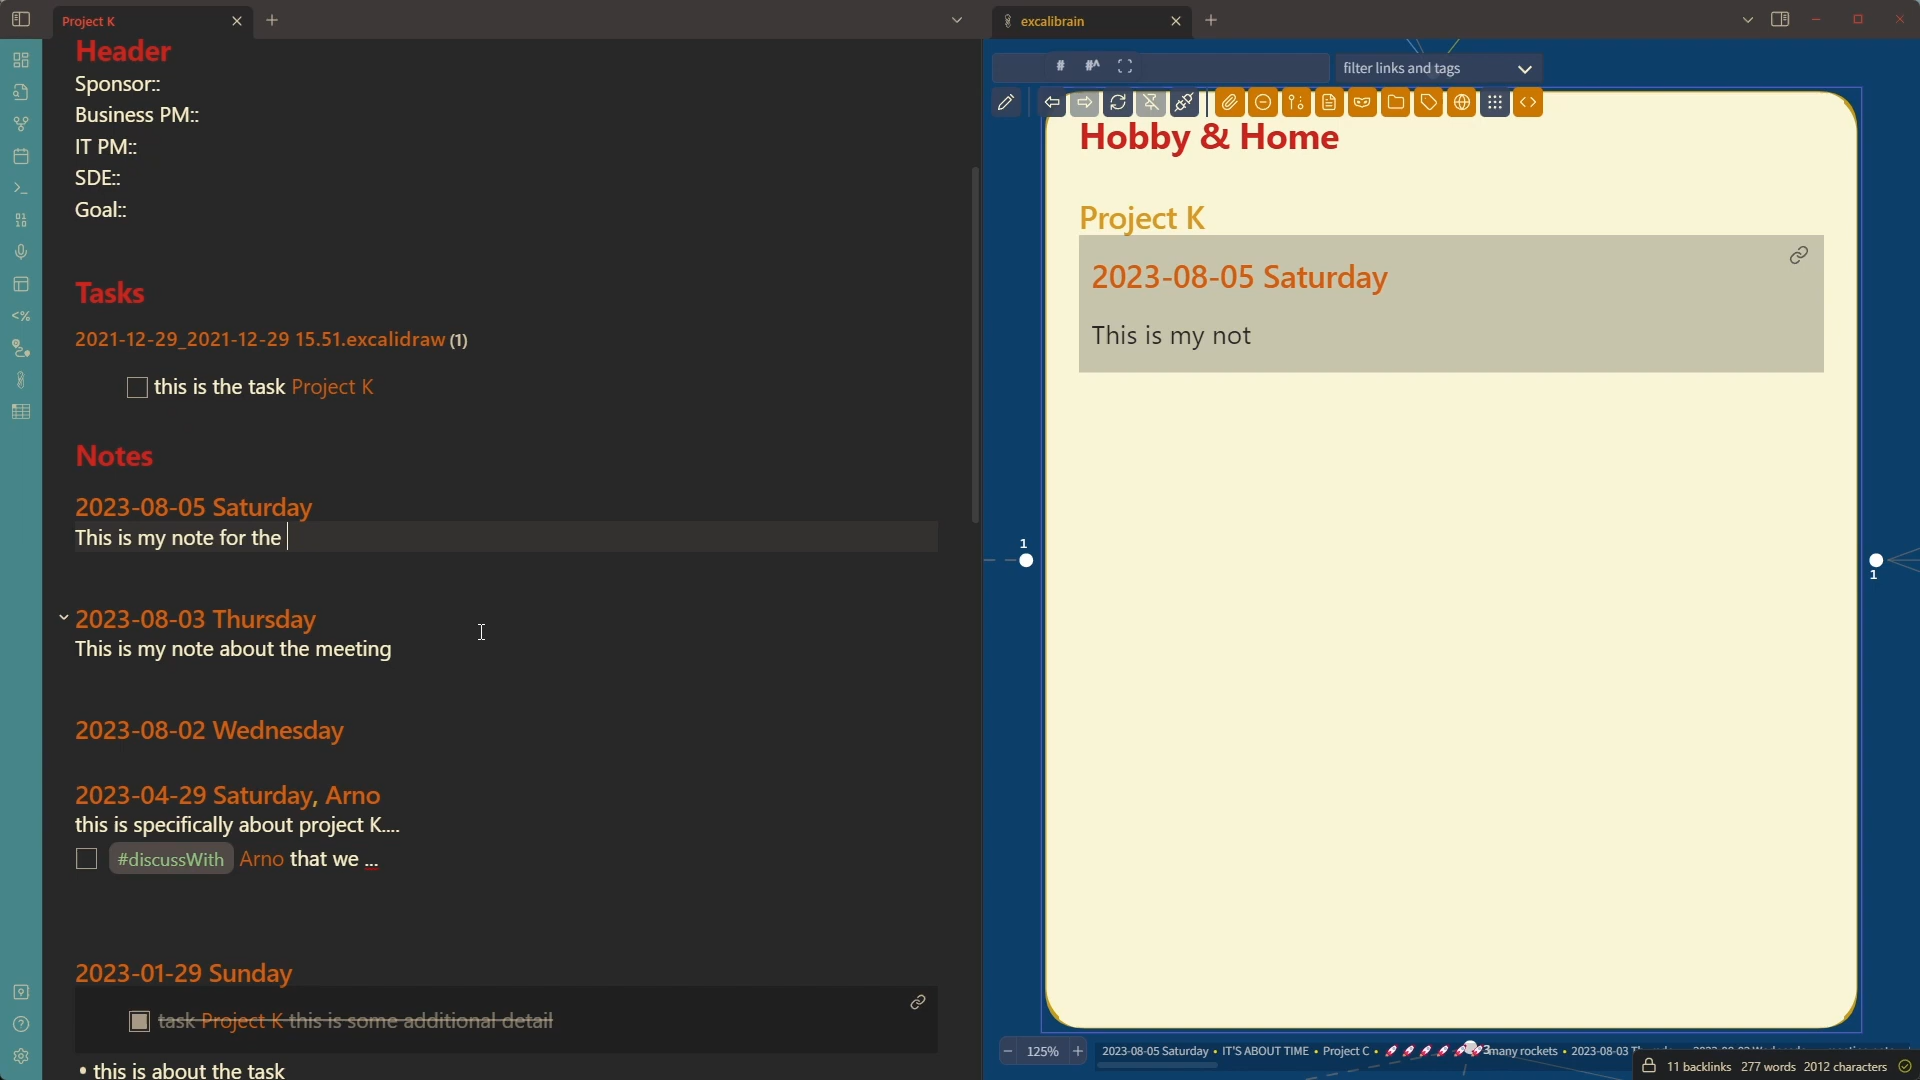 Project K
excalibrain
Header
Sponsor::
Business PM::
IT PM::
SDE::
Goal::
Tasks
2021-12-29_2021-12-29 15.51.excalidraw (1)
this is the task Project K
Notes
2023-08-05 Saturday
This is my note for the
2023-08-03 Thursday
This is my note about the meeting
2023-08-02 Wednesday
2023-04-29 Saturday, Arno
this is specifically about project K....
#discussWith Arno that we ...
2023-01-29 Sunday
task Project K this is some additional detail
• this is about the task
# #^
filter links and tags
Hobby & Home
Project K
2023-08-05 Saturday
This is my not
1
1
125%
2023-08-05 Saturday • IT'S ABOUT TIME • Project C • many rockets • 2023-08-03
11 backlinks 277 words 2012 characters